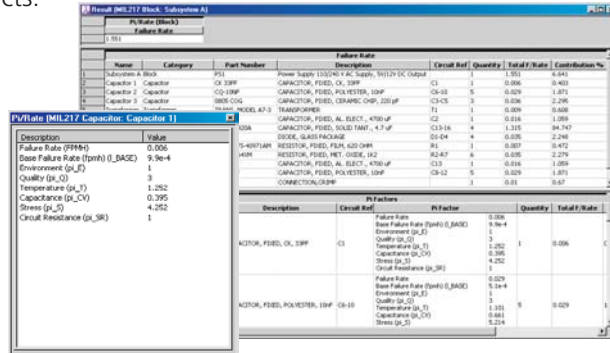 cts.
Result (MIL217 Block: Subsystem A)
Pi/Rate (Block)
Failure Rate
1.551
Failure Rate
Name Category Part Number Description Circuit Ref Quantity Total F/Rate Contribution %
1 Subsystem A Block PS1 Power Supply 110/240 V AC Supply, 5V/12V DC Output 1 1.551 6.641
Capacitor 1 Capacitor CK 33PF CAPACITOR, FIXED, CK, 33PF C1 1 0.006 0.403
Capacitor 2 Capacitor CQ-10NF CAPACITOR, FIXED, POLYESTER, 10nF C6-10 5 0.029 1.871
Capacitor 3 Capacitor 0805 COG CAPACITOR, FIXED, CERAMIC CHIP, 220 pF C3-C5 3 0.036 2.295
MODEL A7-3 TRANSFORMER T1 1 0.009 0.608
CAPACITOR, FIXED, AL. ELECT., 4700 uF C2 1 0.016 1.059
020A CAPACITOR, FIXED, SOLID TANT., 4.7 uF C13-16 4 1.315 84.747
DIODE, GLASS PACKAGE D1-D4 4 0.035 2.248
RESISTOR, FIXED, FILM, 620 OHM R1 1 0.007 0.472
RESISTOR, FIXED, MET. OXIDE, 1K2 R2-R7 6 0.035 2.279
CAPACITOR, FIXED, AL. ELECT., 4700 uF C13 1 0.016 1.059
CAPACITOR, FIXED, POLYESTER, 10nF C8-12 5 0.029 1.871
CONNECTION,CRIMP 1 0.01 0.67
Pi/Rate (MIL217 Capacitor: Capacitor 1)
Description Value
Failure Rate (FPMH) 0.006
Base Failure Rate (fpmh) (l_BASE) 9.9e-4
Environment (pi_E) 1
Quality (pi_Q) 3
Temperature (pi_T) 1.252
Capacitance (pi_CV) 0.395
Stress (pi_S) 4.252
Circuit Resistance (pi_SR) 1
Pi Factors
Description Circuit Ref Pi Factor Quantity Total F/Rate
Failure Rate 0.006
Base Failure Rate (fpmh) (l_BASE) 9.9e-4
Environment (pi_E) 1
Quality (pi_Q) 3
ACITOR, FIXED, CK, 33PF C1 Temperature (pi_T) 1.252 1 0.006
Capacitance (pi_CV) 0.395
Stress (pi_S) 4.252
Circuit Resistance (pi_SR) 1
Failure Rate 0.029
Base Failure Rate (fpmh) (l_BASE) 5.1e-4
Environment (pi_E) 1
Quality (pi_Q) 3
ACITOR, FIXED, POLYESTER, 10nF C6-10 Temperature (pi_T) 1.101 5 0.029
Capacitance (pi_CV) 0.661
Stress (pi_S) 5.214